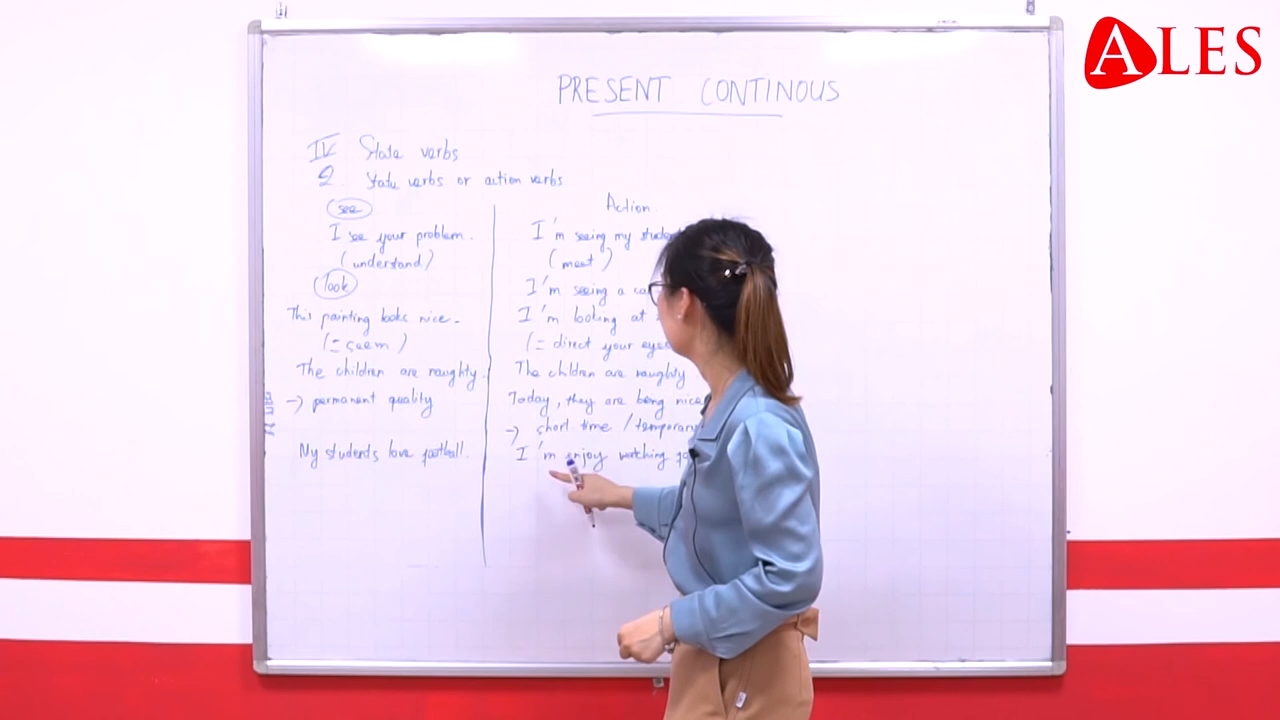 ALES
PRESENT CONTINOUS
IV State verbs
2 State verbs or action verbs
see
I see your problem.
(understand)
look
This painting looks nice.
(= seem)
The children are naughty.
→ permanent quality
My students love football.
Action
I'm seeing my
(meet)
I'm seeing a
I'm looking at
(= direct your eyes
The children are naughty
Today, they are being nice
→ short time / temporary
I'm enjoy watching